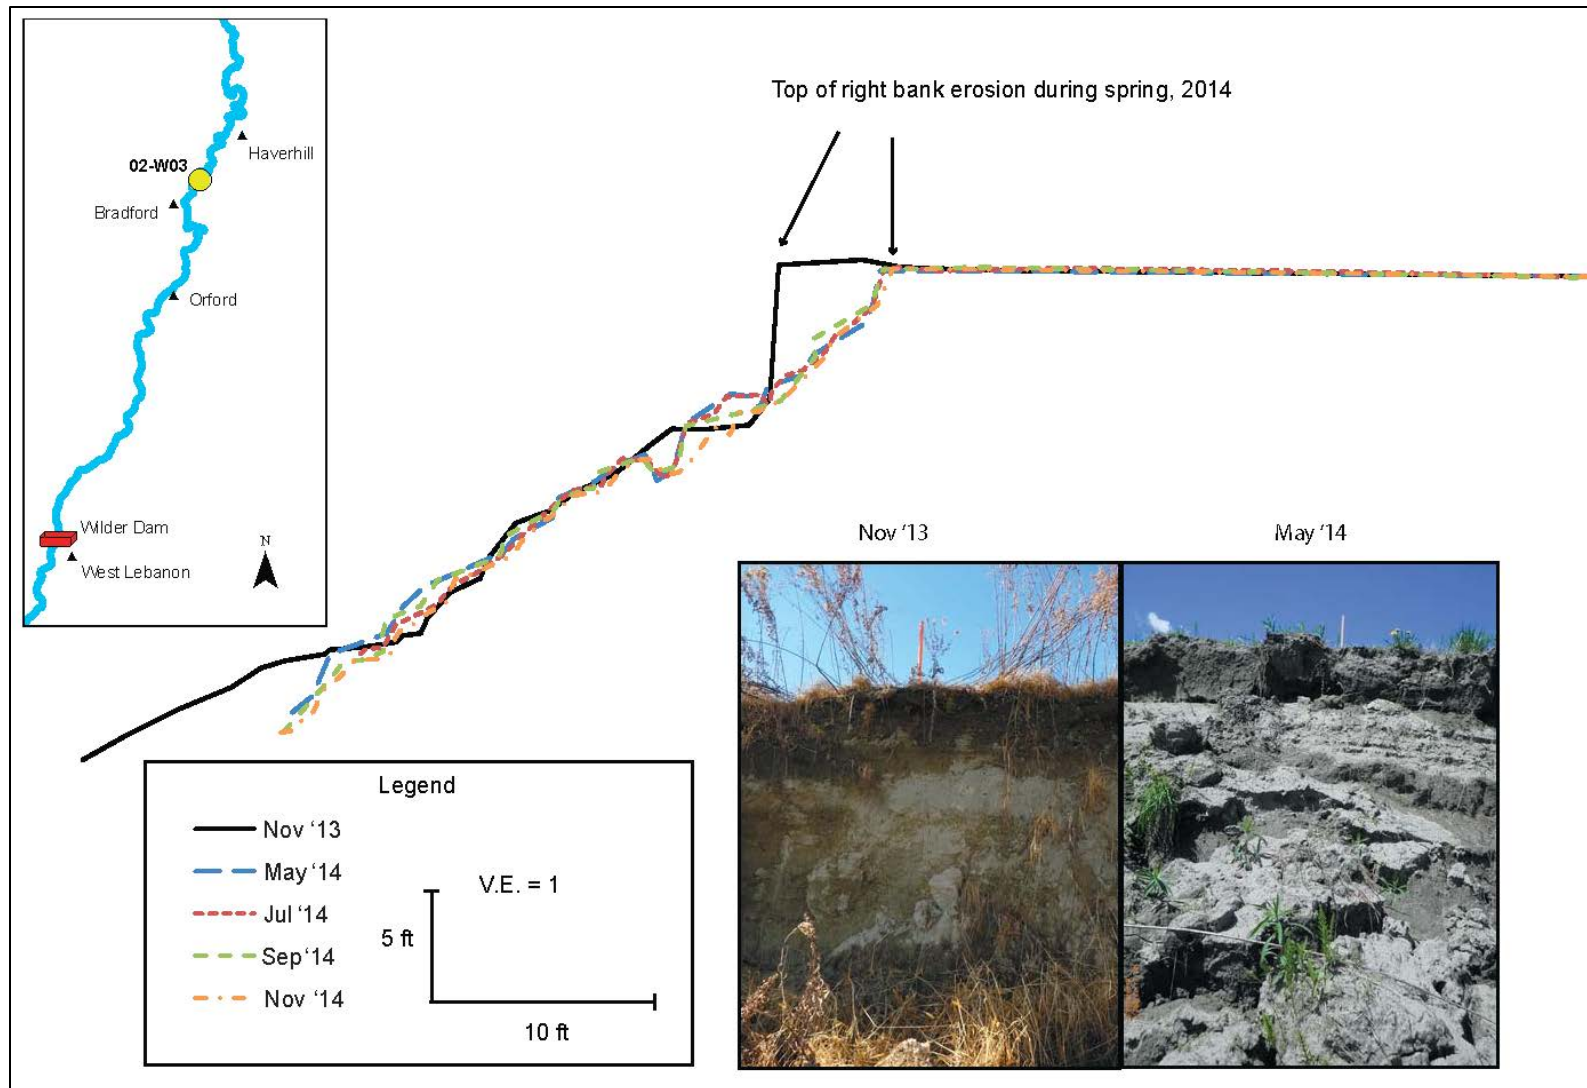 Top of right bank erosion during spring, 2014
Haverhill
02-W03
Bradford
Orford
Wilder Dam
West Lebanon
N
Nov '13
May '14
Legend
Nov '13
May '14
Jul '14
Sep '14
Nov '14
V.E. = 1
5 ft
10 ft